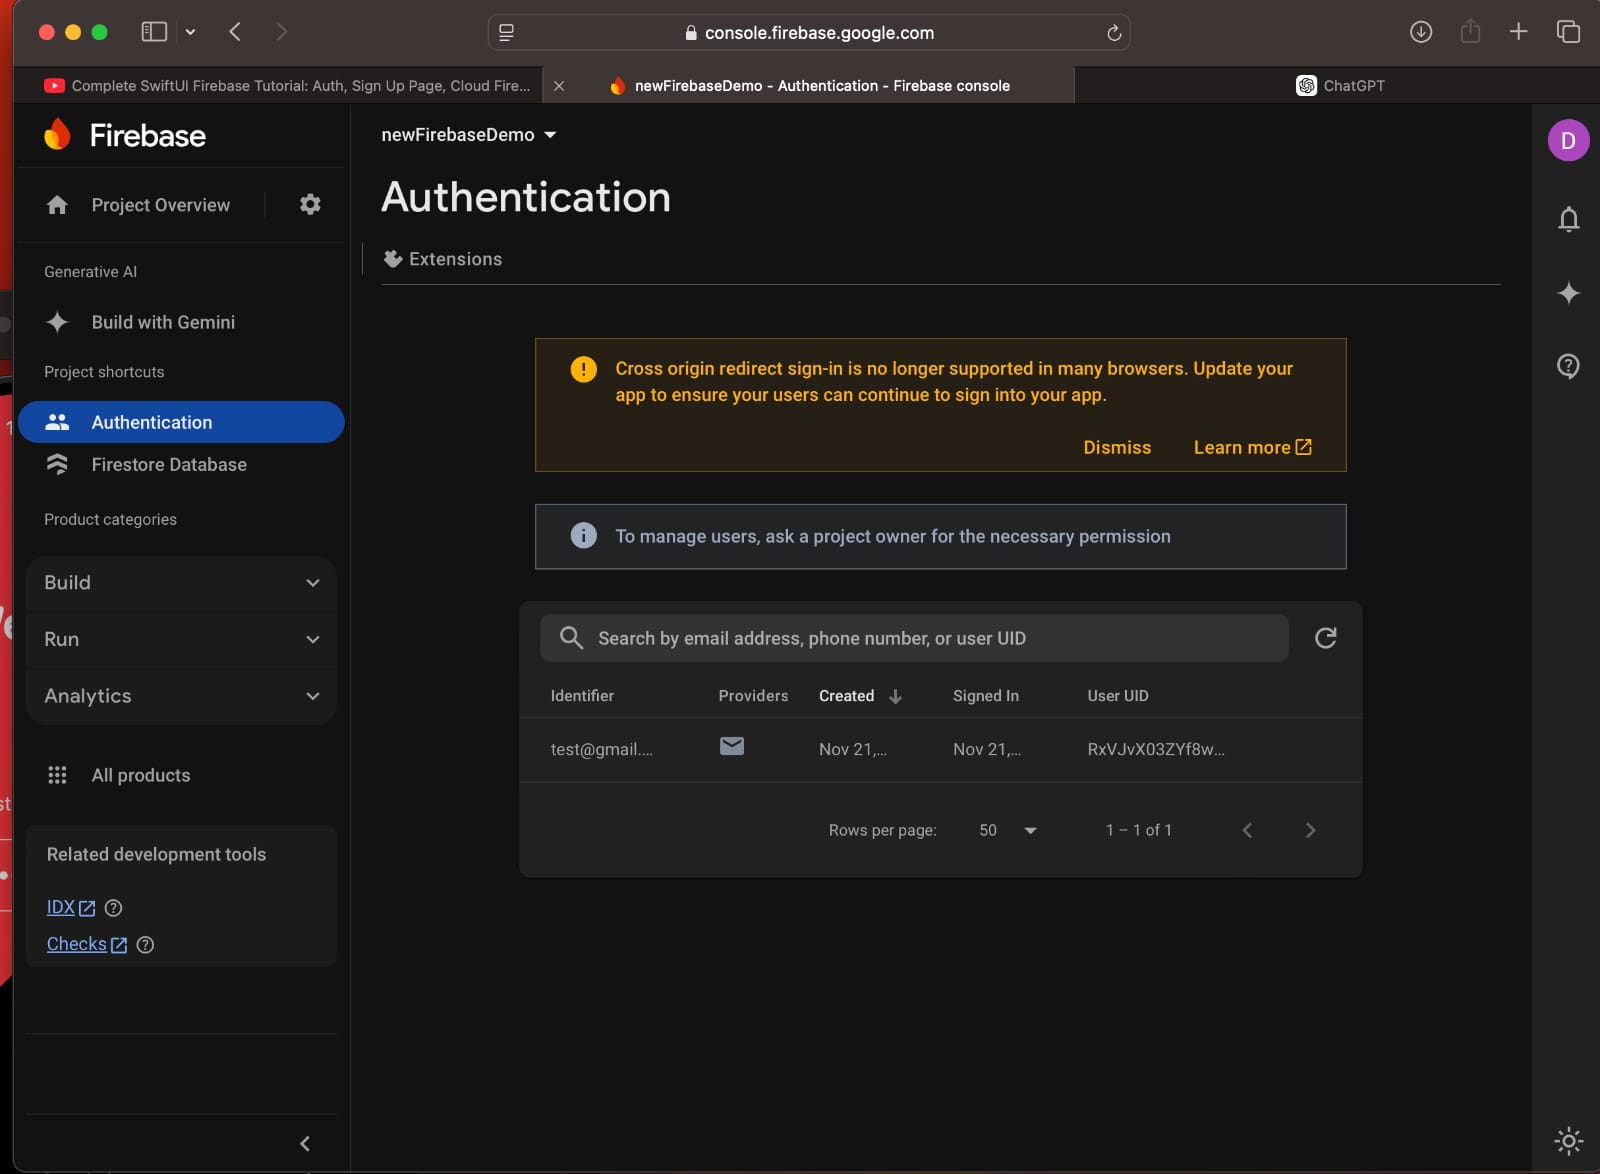 console.firebase.google.com
Complete SwiftUI Firebase Tutorial: Auth, Sign Up Page, Cloud Fire...
newFirebaseDemo - Authentication - Firebase console
ChatGPT
Firebase
Project Overview
Generative AI
Build with Gemini
Project shortcuts
Authentication
Firestore Database
Product categories
Build
Run
Analytics
All products
Related development tools
IDX
Checks
newFirebaseDemo
Authentication
Extensions
Cross origin redirect sign-in is no longer supported in many browsers. Update your
app to ensure your users can continue to sign into your app.
Dismiss Learn more
To manage users, ask a project owner for the necessary permission
Search by email address, phone number, or user UID
Identifier Providers Created Signed In User UID
test@gmail.... Nov 21,... Nov 21,... RxVJvX03ZYf8w...
Rows per page: 50 1 – 1 of 1
D